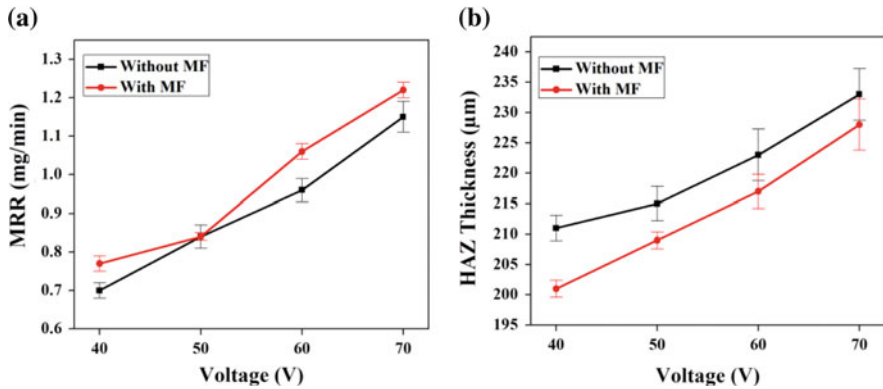 (a)
1.3
1.2
1.1
1.0
0.9
0.8
0.7
0.6
MRR (mg/min)
Without MF
With MF
40 50 60 70
Voltage (V)
(b)
240
235
230
225
220
215
210
205
200
195
HAZ Thickness (µm)
Without MF
With MF
40 50 60 70
Voltage (V)